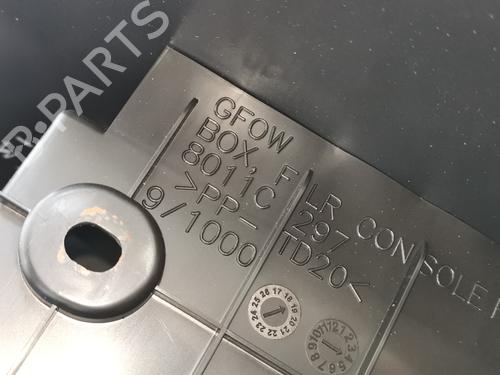 GFOW
BOX, FLR CONSOLE,
8011C 297
>PP-TD20<
9/1000
R.PARTS